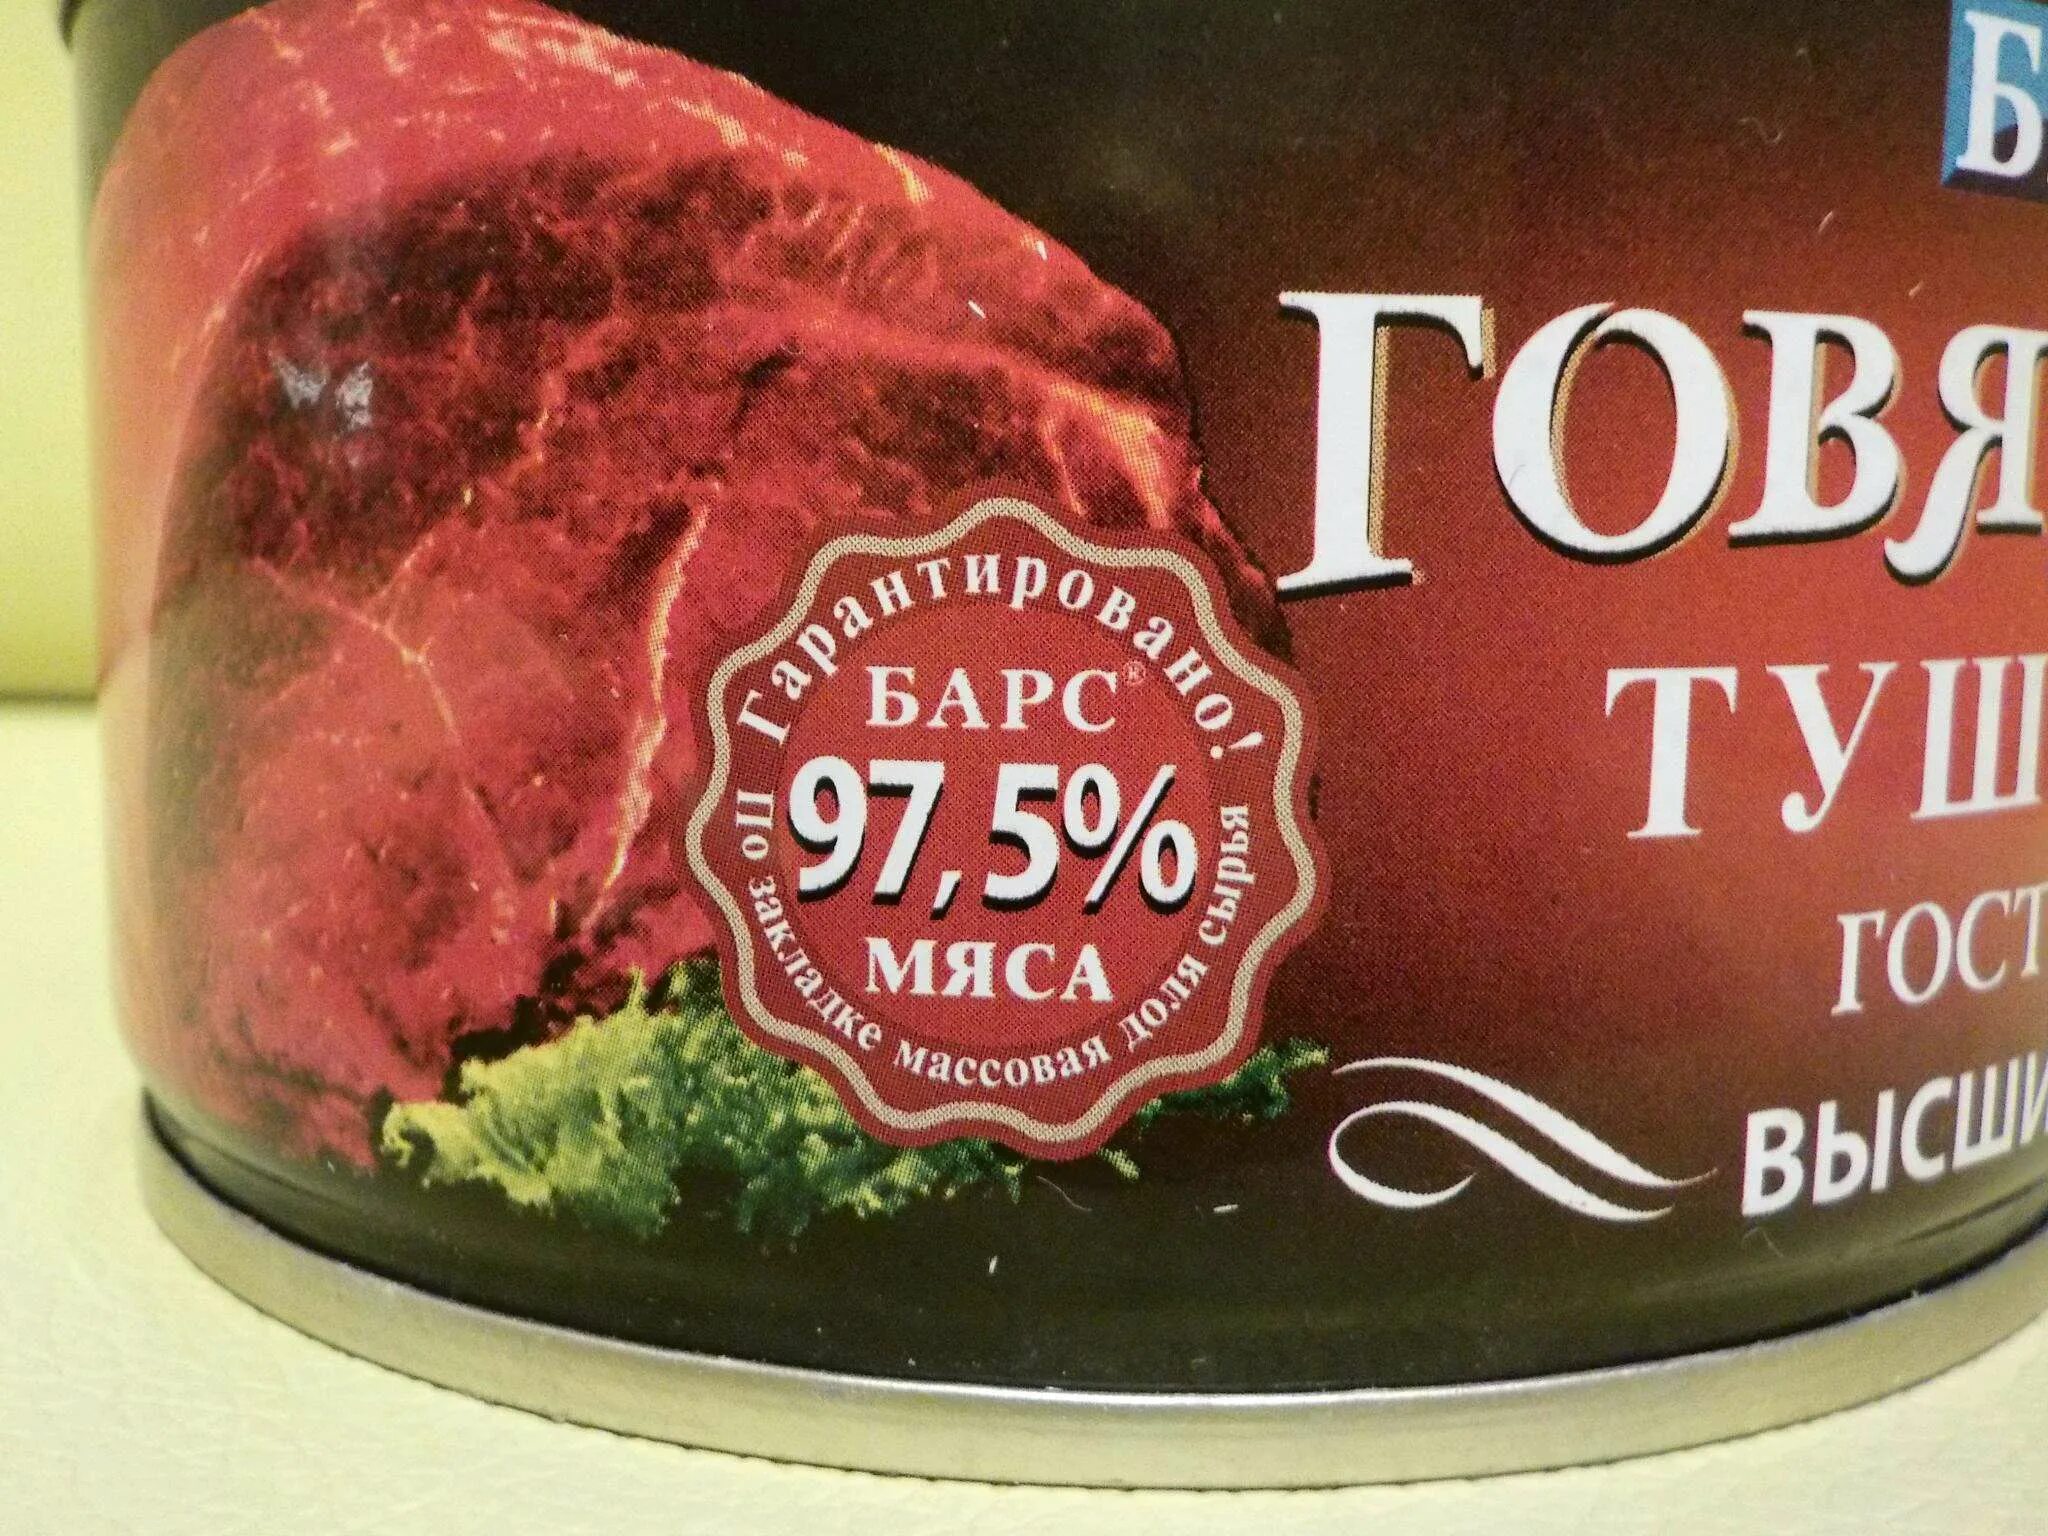 Б
ГОВЯ
ТУШ
ГОСТ
ВЫСШИ
Гарантировано!
БАРС®
97,5%
МЯСА
По закладке массовая доля сырья